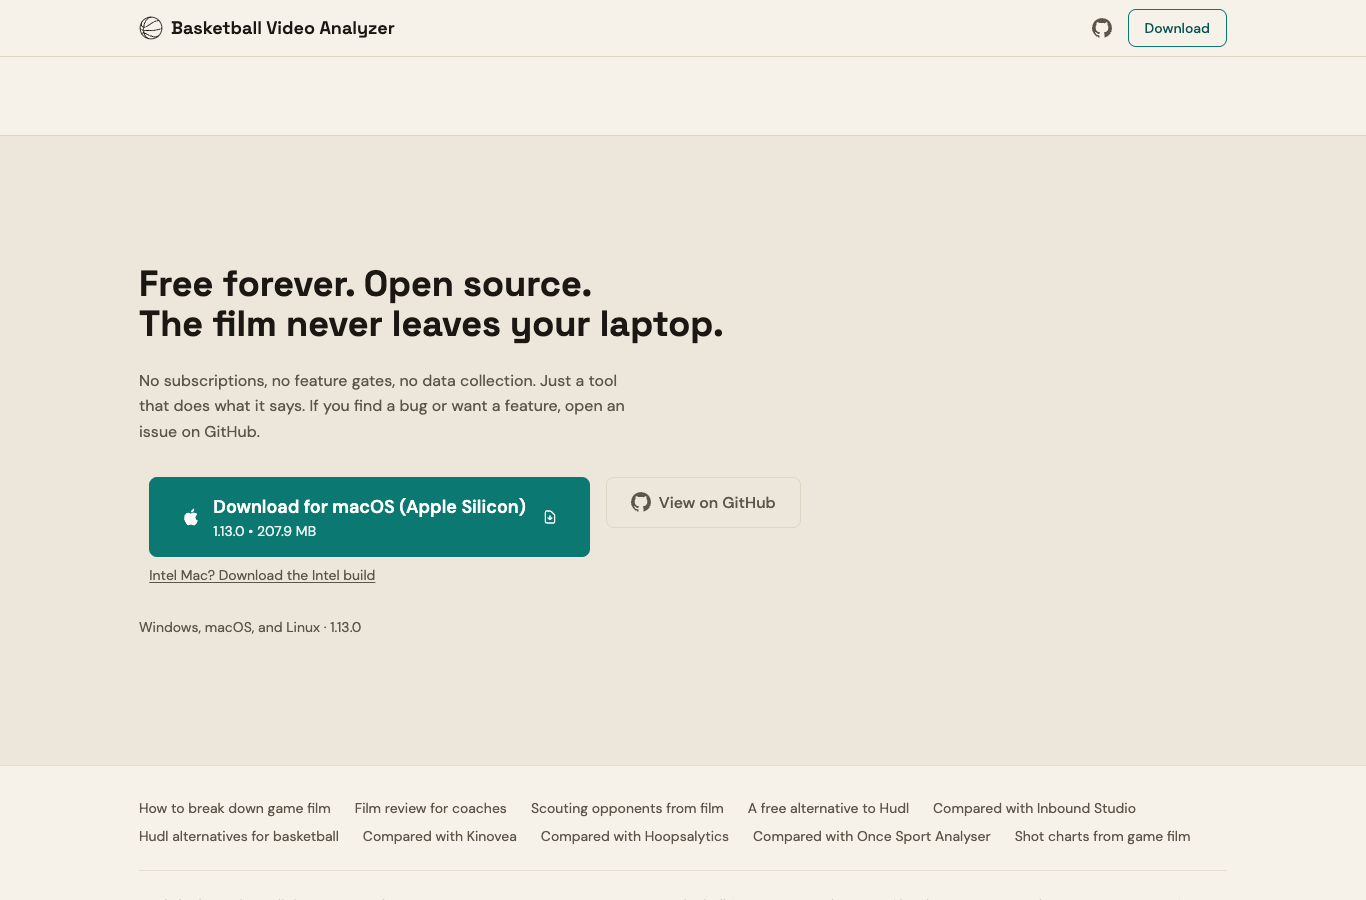 Basketball Video Analyzer
Download
Free forever. Open source.
The film never leaves your laptop.
No subscriptions, no feature gates, no data collection. Just a tool
that does what it says. If you find a bug or want a feature, open an
issue on GitHub.
Download for macOS (Apple Silicon)
1.13.0 • 207.9 MB
View on GitHub
Intel Mac? Download the Intel build
Windows, macOS, and Linux · 1.13.0
How to break down game film
Film review for coaches
Scouting opponents from film
A free alternative to Hudl
Compared with Inbound Studio
Hudl alternatives for basketball
Compared with Kinovea
Compared with Hoopsalytics
Compared with Once Sport Analyser
Shot charts from game film